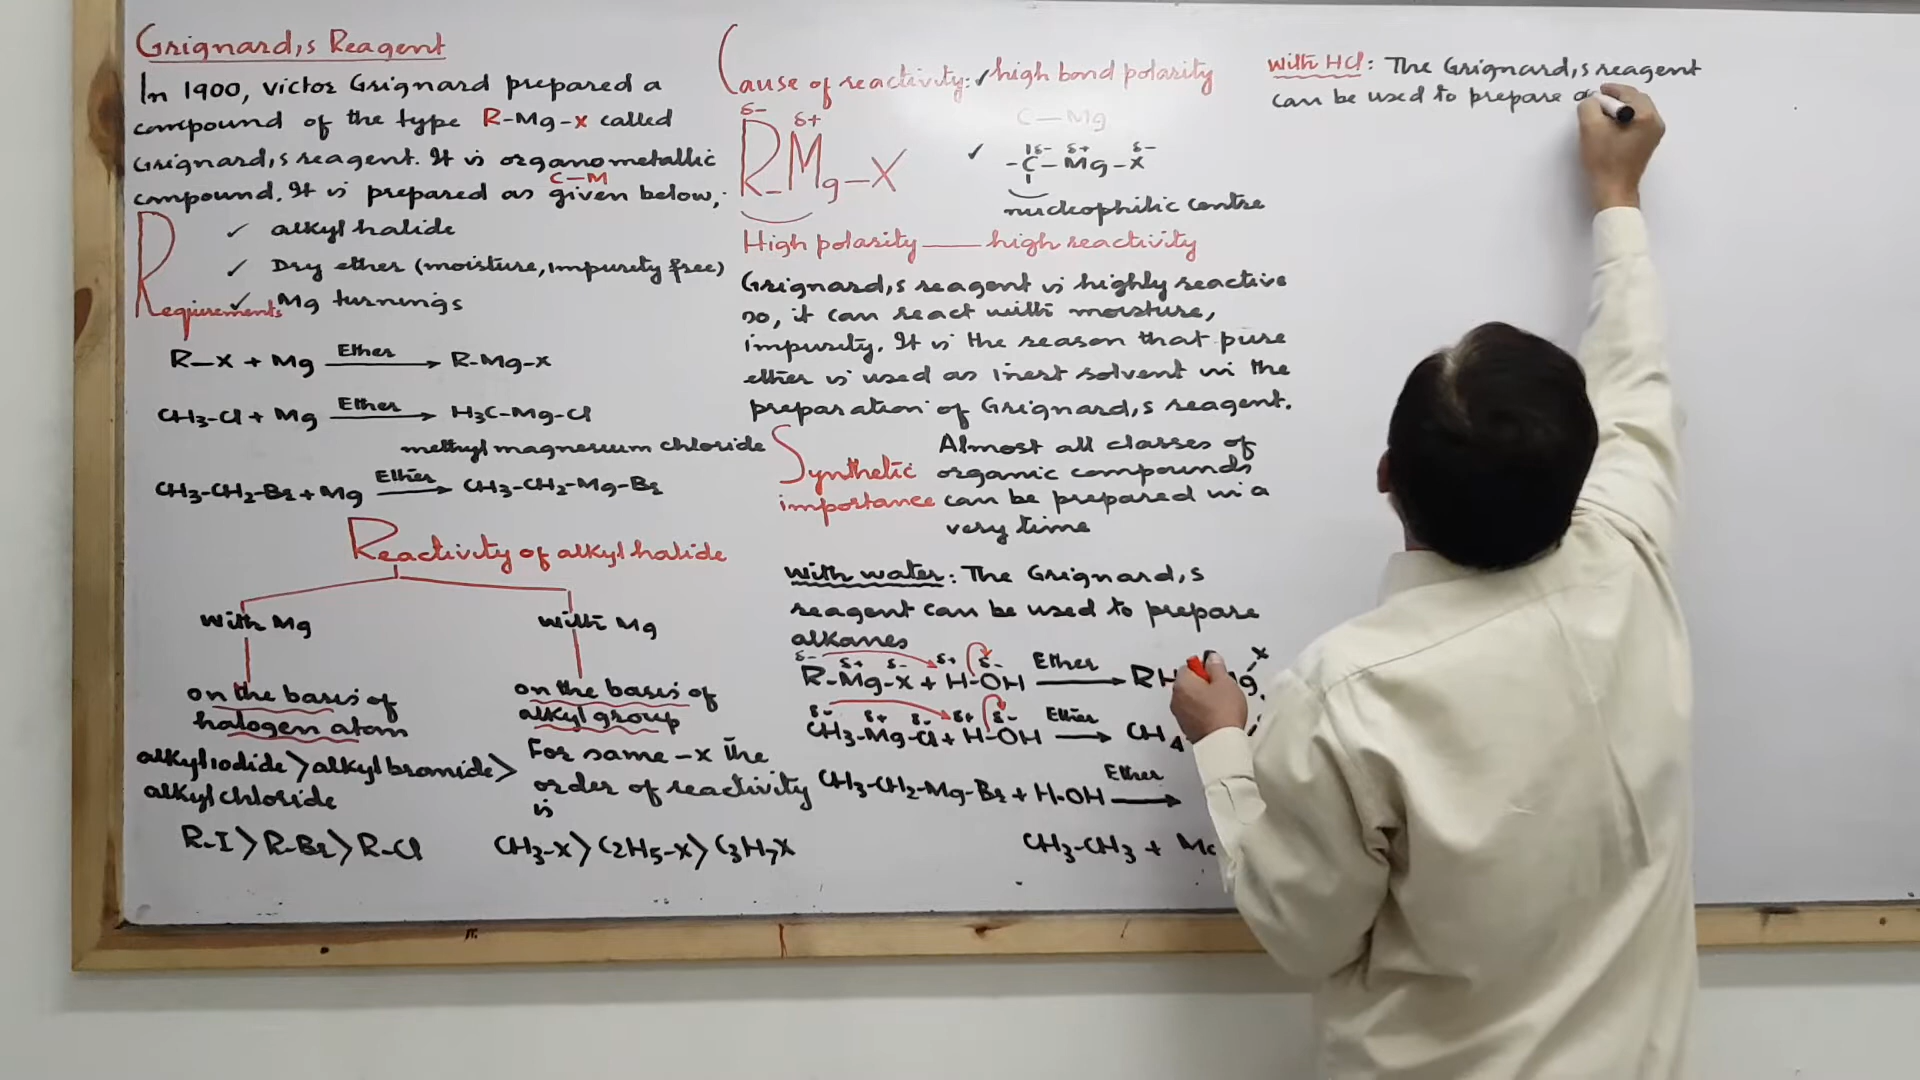 Grignard,s Reagent
In 1900, victor Grignard prepared a
compound of the type R-Mg-x called
Grignard,s reagent. It is organometallic
C-M
compound. It is prepared as given below;
Requirements
✓ alkyl halide
✓ Dry ether (moisture, impurity free)
✓ Mg turnings
R-X + Mg Ether → R-Mg-x
CH3-Cl + Mg Ether → H3C-Mg-Cl
methyl magnesium chloride
CH3-CH2-Br + Mg Ether → CH3-CH2-Mg-Br
Reactivity of alkyl halide
with Mg
on the basis of
halogen atom
alkyl iodide > alkyl bromide >
alkyl chloride
R-I > R-Br > R-Cl
with Mg
on the basis of
alkyl group
For same -x the
order of reactivity
is
CH3-X > C2H5-X > C3H7X
Cause of reactivity: ✓ high bond polarity
C-Mg
δ- δ+
R-Mg-X
✓ δ- δ+ δ-
-C-Mg-X
nucleophilic centre
High polarity — high reactivity
Grignard,s reagent is highly reactive
so, it can react with moisture,
impurity. It is the reason that pure
ether is used as inert solvent in the
preparation of Grignard,s reagent.
Synthetic
importance
Almost all classes of
organic compounds
can be prepared in a
very time
with water: The Grignard,s
reagent can be used to prepare
alkanes
δ- δ+ δ- δ+ δ-
R-Mg-X + H-OH Ether → RH
x
δ- δ+ δ- δ+ δ-
CH3-Mg-Cl + H-OH Ether → CH4
CH3-CH2-Mg-Br + H-OH Ether →
CH3-CH3 +
with HCl: The Grignard,s reagent
can be used to prepare